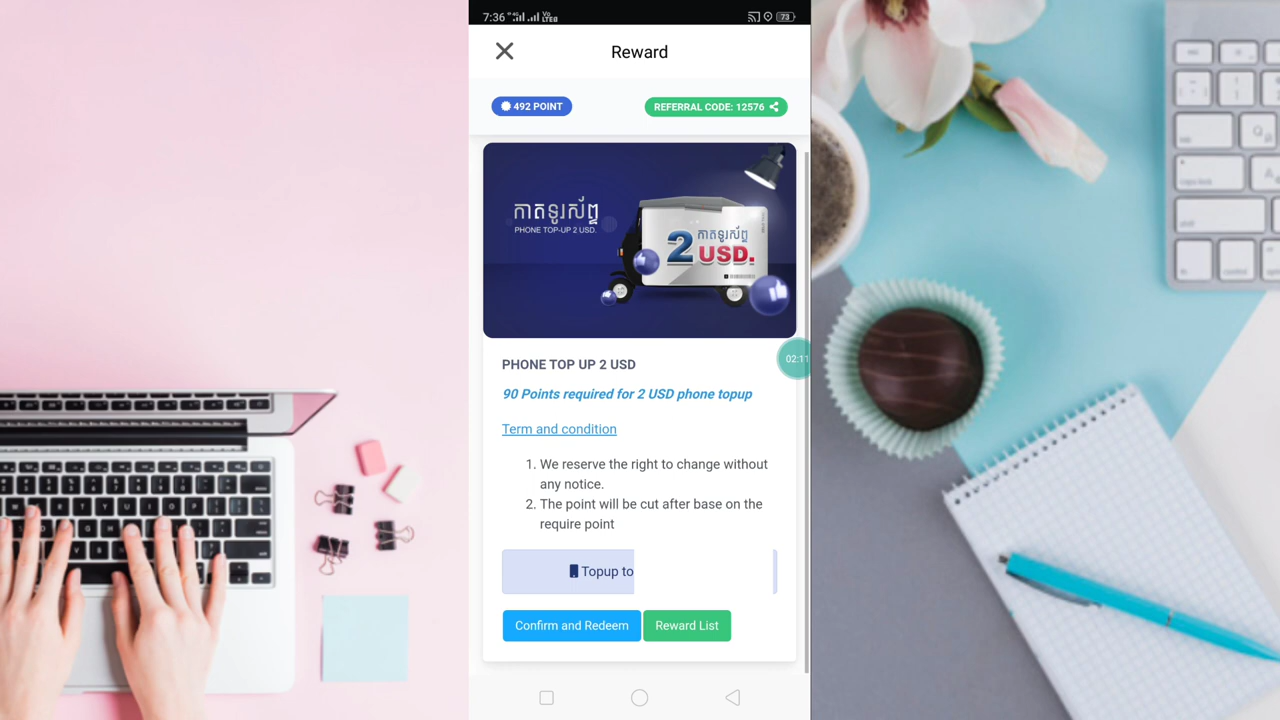 7:36
73
Reward
492 POINT
REFERRAL CODE: 12576
កាតទូរស័ព្ទ
PHONE TOP-UP 2 USD.
កាតទូរស័ព្ទ
2 USD.
PHONE TOP UP 2 USD
02:11
90 Points required for 2 USD phone topup
Term and condition
1. We reserve the right to change without
any notice.
2. The point will be cut after base on the
require point
Topup to
Confirm and Redeem
Reward List